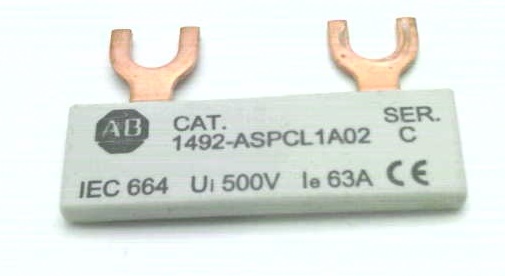 AB CAT. SER.
1492-ASPCL1A02 C
IEC 664 Ui 500V Ie 63A CE